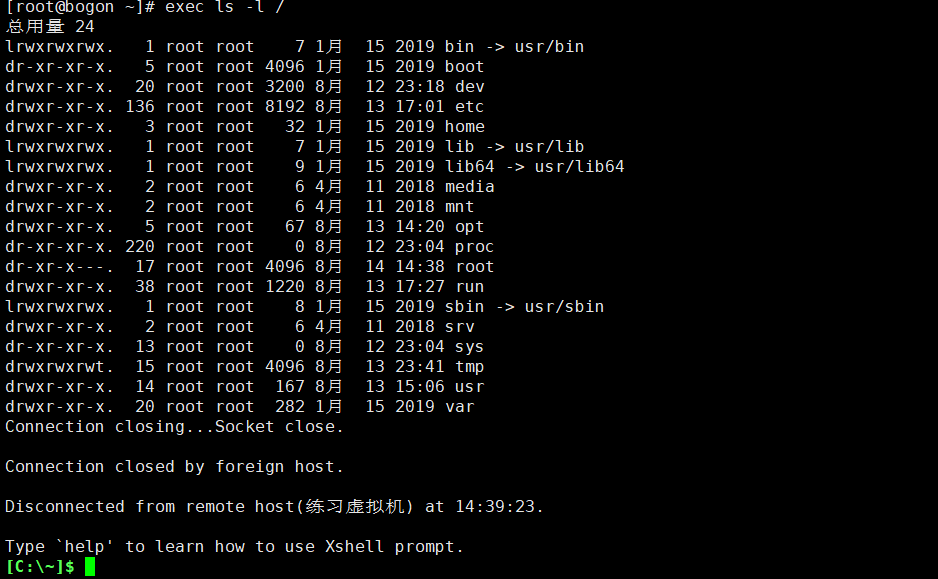 [root@bogon ~]# exec ls -l /
总用量 24
lrwxrwxrwx.   1 root root    7 1月  15 2019 bin -> usr/bin
dr-xr-xr-x.   5 root root 4096 1月  15 2019 boot
drwxr-xr-x.  20 root root 3200 8月  12 23:18 dev
drwxr-xr-x. 136 root root 8192 8月  13 17:01 etc
drwxr-xr-x.   3 root root   32 1月  15 2019 home
lrwxrwxrwx.   1 root root    7 1月  15 2019 lib -> usr/lib
lrwxrwxrwx.   1 root root    9 1月  15 2019 lib64 -> usr/lib64
drwxr-xr-x.   2 root root    6 4月  11 2018 media
drwxr-xr-x.   2 root root    6 4月  11 2018 mnt
drwxr-xr-x.   5 root root   67 8月  13 14:20 opt
dr-xr-xr-x. 220 root root    0 8月  12 23:04 proc
dr-xr-x---.  17 root root 4096 8月  14 14:38 root
drwxr-xr-x.  38 root root 1220 8月  13 17:27 run
lrwxrwxrwx.   1 root root    8 1月  15 2019 sbin -> usr/sbin
drwxr-xr-x.   2 root root    6 4月  11 2018 srv
dr-xr-xr-x.  13 root root    0 8月  12 23:04 sys
drwxrwxrwt.  15 root root 4096 8月  13 23:41 tmp
drwxr-xr-x.  14 root root  167 8月  13 15:06 usr
drwxr-xr-x.  20 root root  282 1月  15 2019 var
Connection closing...Socket close.
Connection closed by foreign host.
Disconnected from remote host(练习虚拟机) at 14:39:23.
Type `help' to learn how to use Xshell prompt.
[C:\~]$